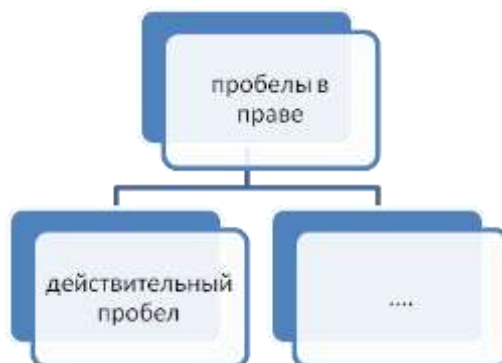 пробелы в
праве
действительный
пробел
....